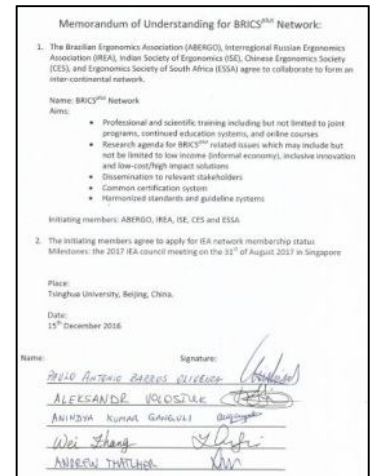 Memorandum of Understanding for BRICSplus Network:
1. The Brazilian Ergonomics Association (ABERGO), Interregional Russian Ergonomics
Association (IREA), Indian Society of Ergonomics (ISE), Chinese Ergonomics Society
(CES), and Ergonomics Society of South Africa (ESSA) agree to collaborate to form an
inter-continental network.
Name: BRICSplus Network
Aims:
• Professional and scientific training including but not limited to joint
programs, continued education systems, and online courses
• Research agenda for BRICSplus related issues which may include but
not be limited to low income (informal economy), inclusive innovation
and low-cost/high impact solutions
• Dissemination to relevant stakeholders
• Common certification system
• Harmonized standards and guideline systems
Initiating members: ABERGO, IREA, ISE, CES and ESSA
2. The initiating members agree to apply for IEA network membership status
Milestones: the 2017 IEA council meeting on the 31st of August 2017 in Singapore
Place:
Tsinghua University, Beijing, China.
Date:
15th December 2016
Name: Signature:
PAULO ANTONIO BARROS OLIVEIRA
ALEKSANDR VOLOSTUK
ANINDYA KUMAR GANGULI
Wei Zhang
ANDREW THATCHER